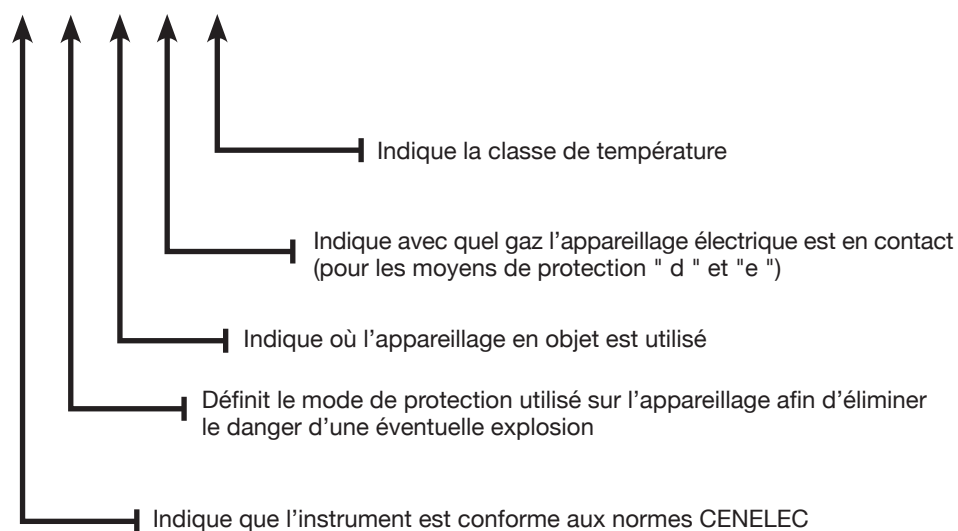 Indique la classe de température
Indique avec quel gaz l’appareillage électrique est en contact
(pour les moyens de protection " d " et "e ")
Indique où l’appareillage en objet est utilisé
Définit le mode de protection utilisé sur l’appareillage afin d’éliminer
le danger d’une éventuelle explosion
Indique que l’instrument est conforme aux normes CENELEC